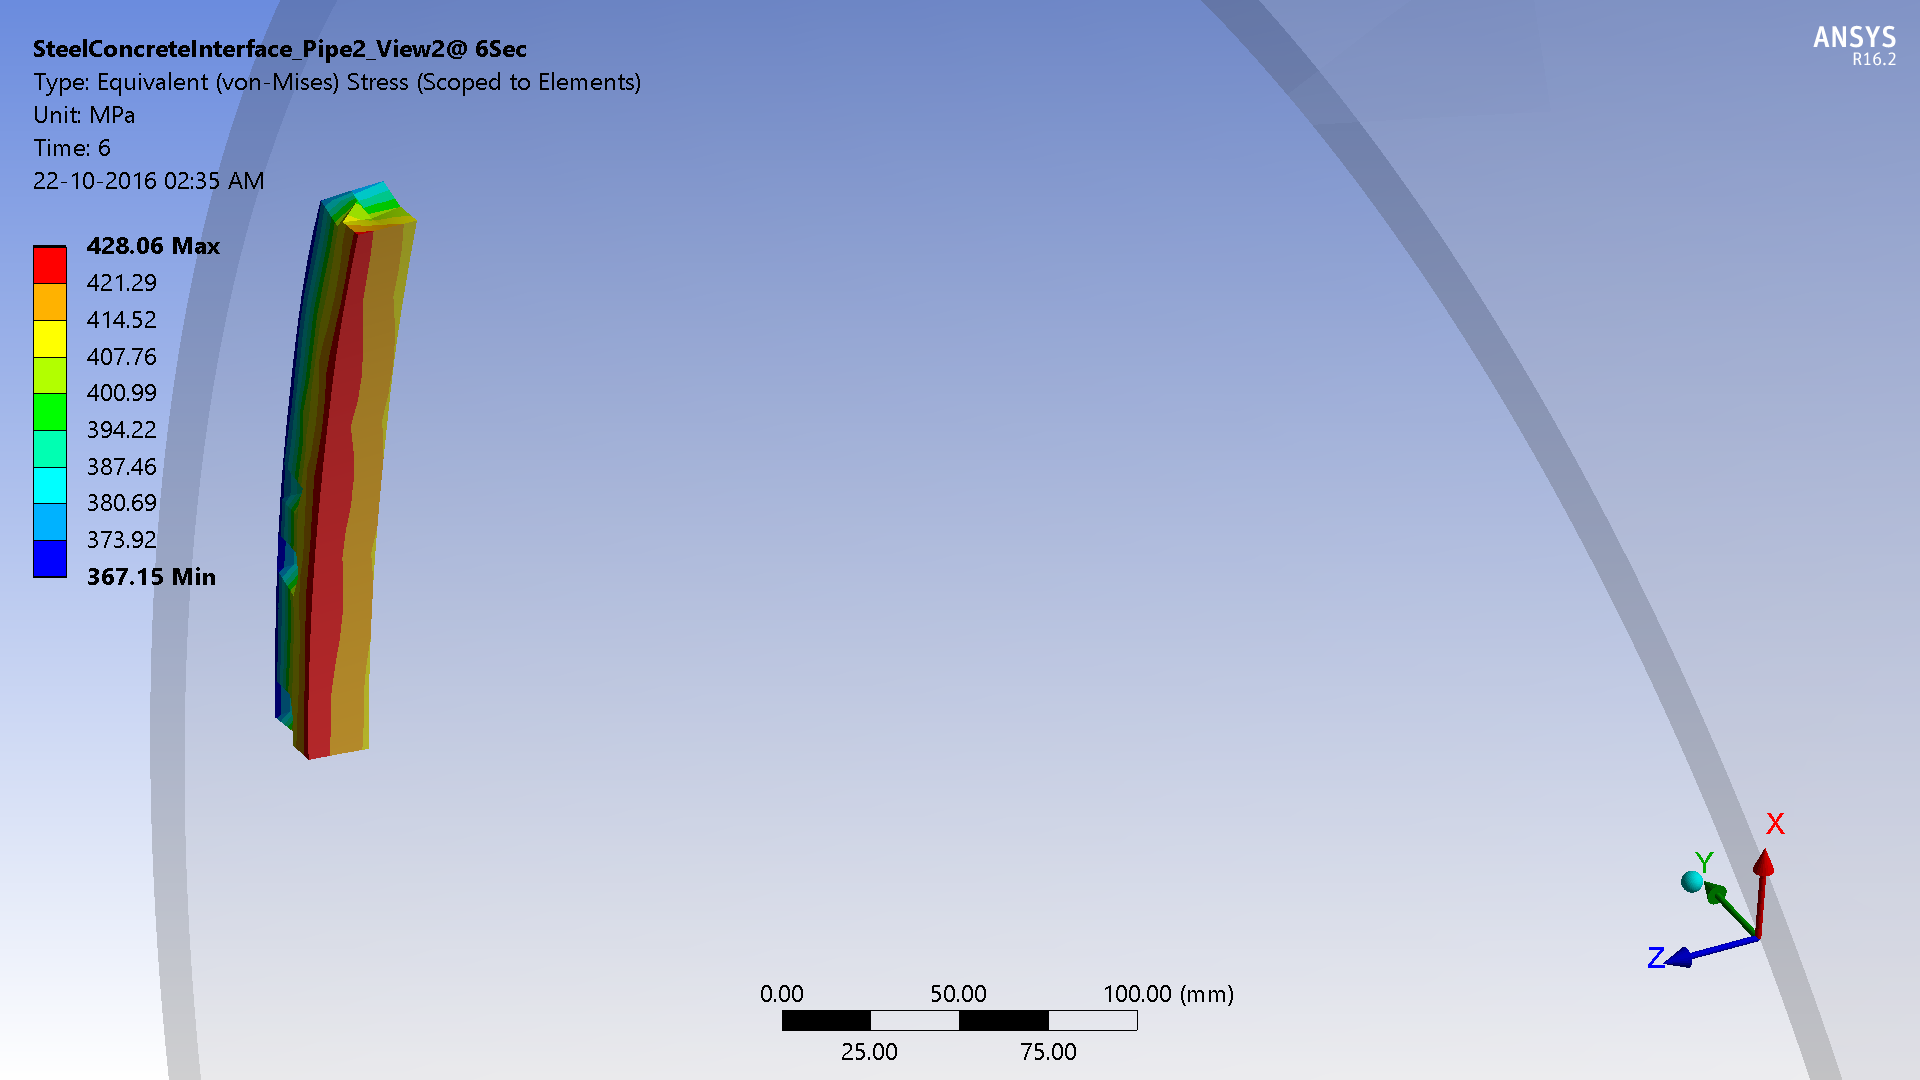 SteelConcreteInterface_Pipe2_View2@ 6Sec
Type: Equivalent (von-Mises) Stress (Scoped to Elements)
Unit: MPa
Time: 6
22-10-2016 02:35 AM
ANSYS
R16.2
428.06 Max
421.29
414.52
407.76
400.99
394.22
387.46
380.69
373.92
367.15 Min
X
Y
Z
0.00 50.00 100.00 (mm)
25.00 75.00